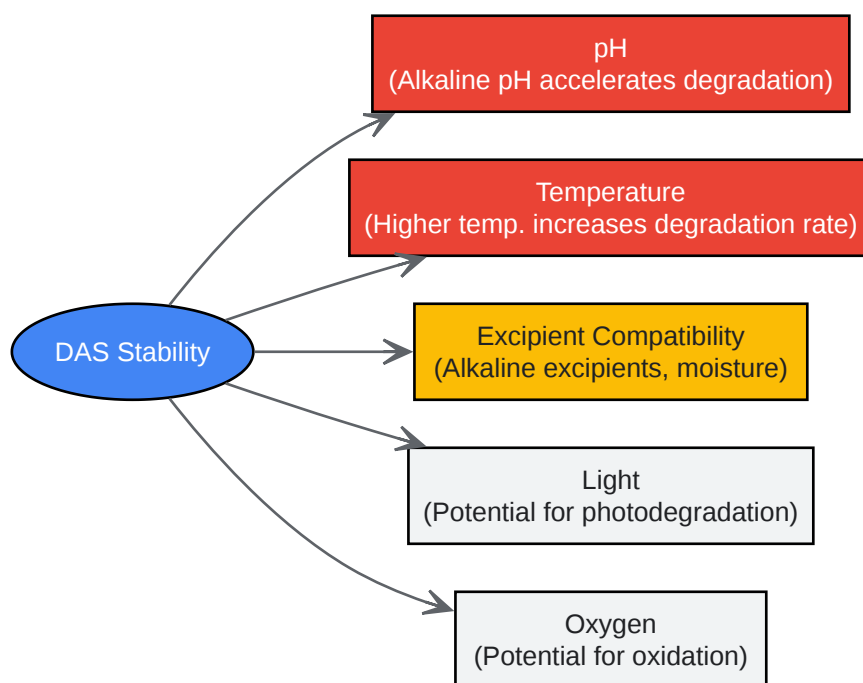 pH
(Alkaline pH accelerates degradation)
Temperature
(Higher temp. increases degradation rate)
DAS Stability
Excipient Compatibility
(Alkaline excipients, moisture)
Light
(Potential for photodegradation)
Oxygen
(Potential for oxidation)